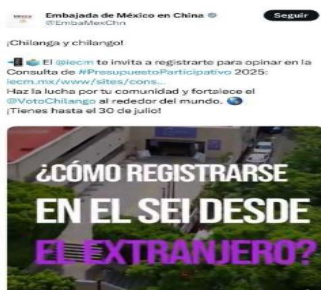 Embajada de México en China
@EmbaMexChn
Seguir
¡Chilanga y chilango!
El @iecm te invita a registrarte para opinar en la
Consulta de #PresupuestoParticipativo 2025:
iecm.mx/www/sites/cons...
Haz la lucha por tu comunidad y fortalece el
@VotoChilango al rededor del mundo.
¡Tienes hasta el 30 de julio!
¿CÓMO REGISTRARSE
EN EL SEI DESDE
EL EXTRANJERO?